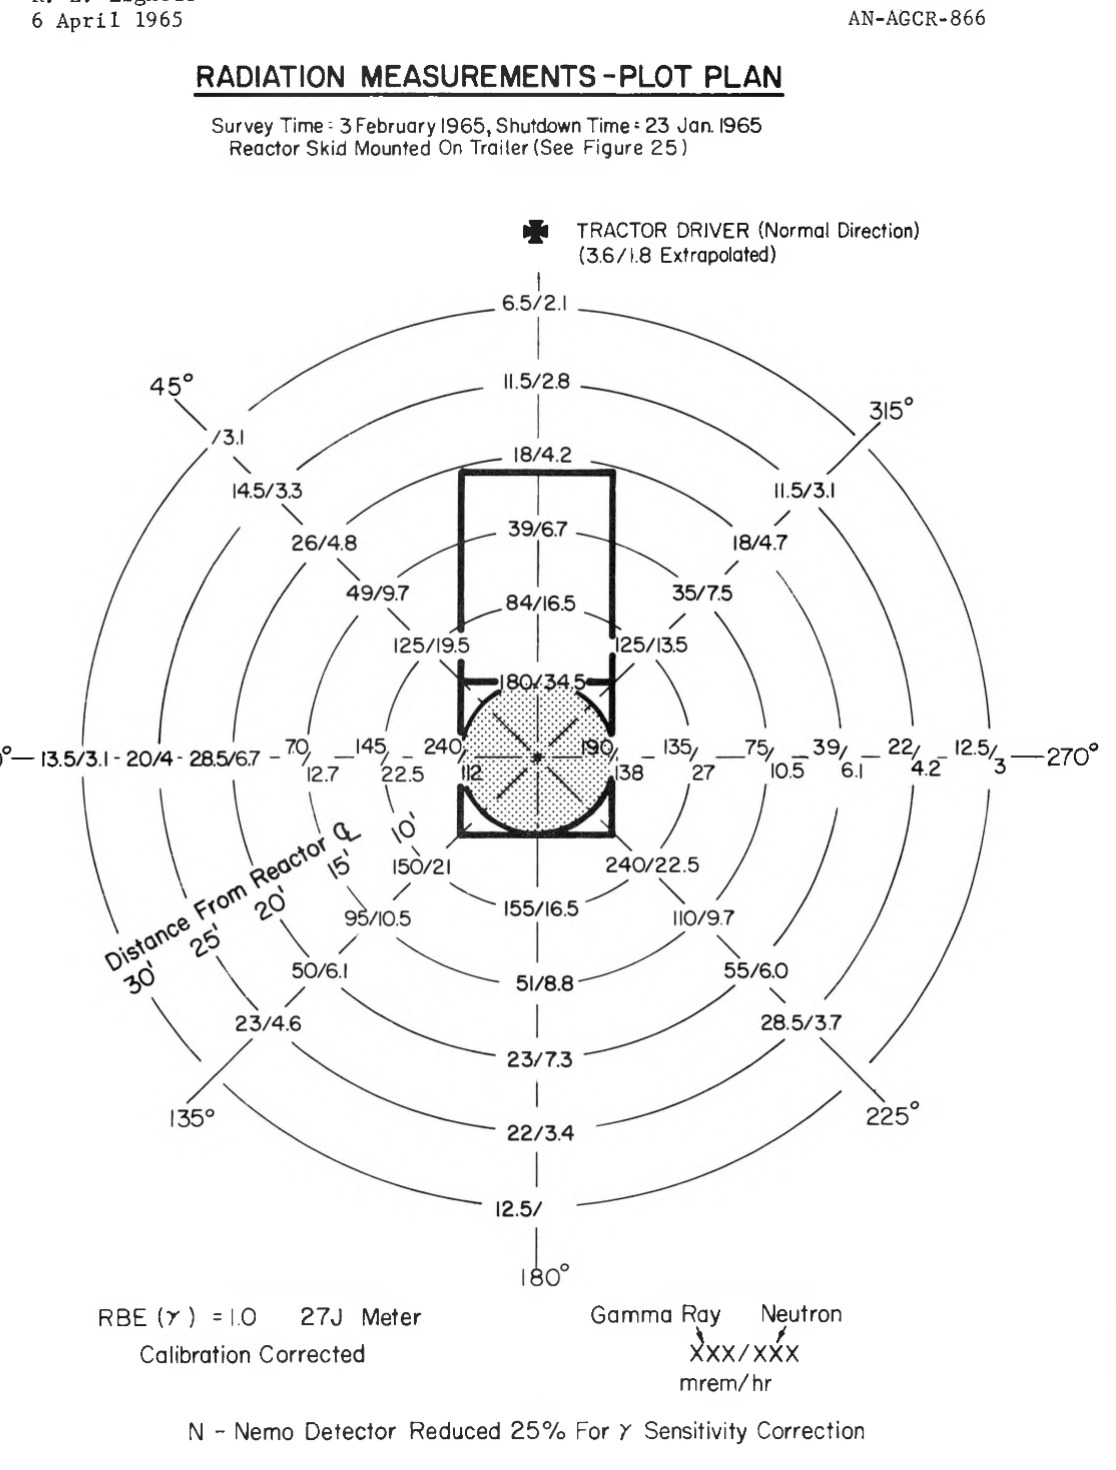 6 April 1965
AN-AGCR-866
RADIATION MEASUREMENTS-PLOT PLAN
Survey Time = 3 February 1965, Shutdown Time = 23 Jan. 1965
Reactor Skid Mounted On Trailer (See Figure 25)
TRACTOR DRIVER (Normal Direction)
(3.6/1.8 Extrapolated)
6.5/2.1
11.5/2.8
45°
315°
/3.1
18/4.2
14.5/3.3
11.5/3.1
39/6.7
26/4.8
18/4.7
49/9.7
84/16.5
35/7.5
125/19.5
125/13.5
180/34.5
13.5/3.1 - 20/4 - 28.5/6.7 - 70/12.7 - 145/22.5 240/112 190/138 - 135/27 - 75/10.5 - 39/6.1 - 22/4.2 - 12.5/3 - 270°
10'
15'
20'
25'
30'
Distance From Reactor ℄
150/21
240/22.5
155/16.5
95/10.5
110/9.7
50/6.1
55/6.0
51/8.8
23/4.6
28.5/3.7
23/7.3
135°
225°
22/3.4
12.5/
180°
RBE (γ) = 1.0 27J Meter
Calibration Corrected
Gamma Ray Neutron
XXX/XXX
mrem/hr
N - Nemo Detector Reduced 25% For γ Sensitivity Correction